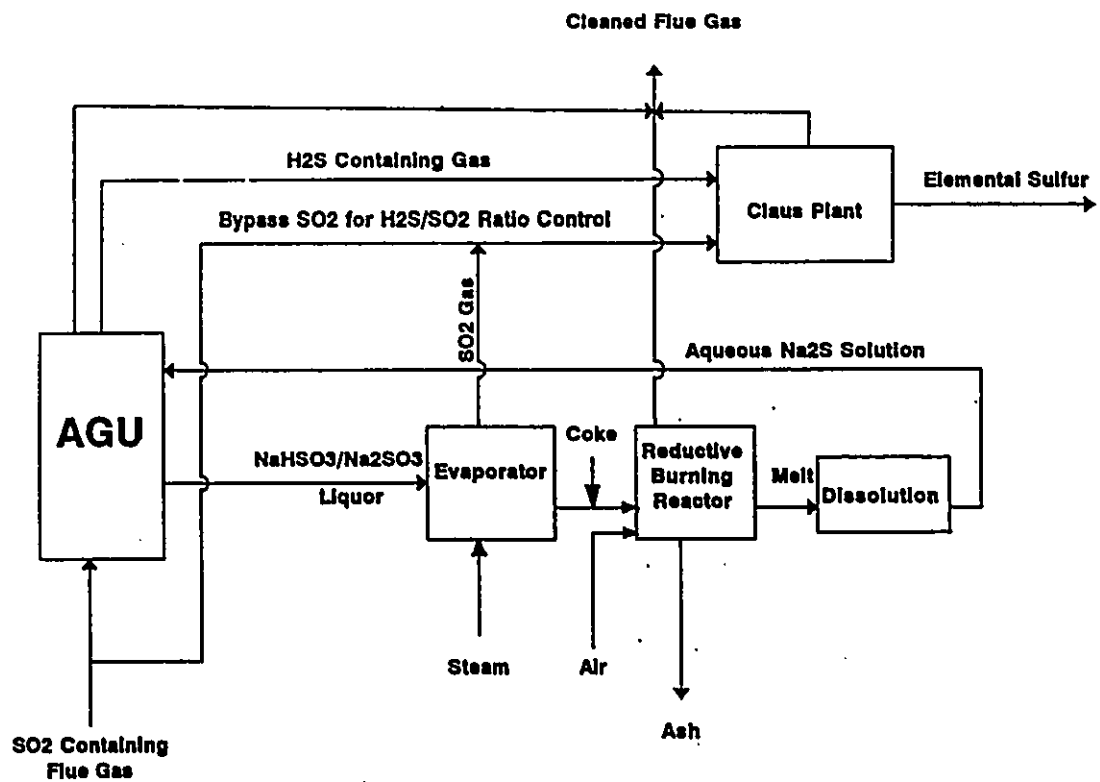 Cleaned Flue Gas
H2S Containing Gas
Elemental Sulfur
Claus Plant
Bypass SO2 for H2S/SO2 Ratio Control
SO2 Gas
Aqueous Na2S Solution
AGU
Coke
NaHSO3/Na2SO3
Liquor
Evaporator
Reductive
Burning
Reactor
Melt
Dissolution
Steam
Air
Ash
SO2 Containing
Flue Gas